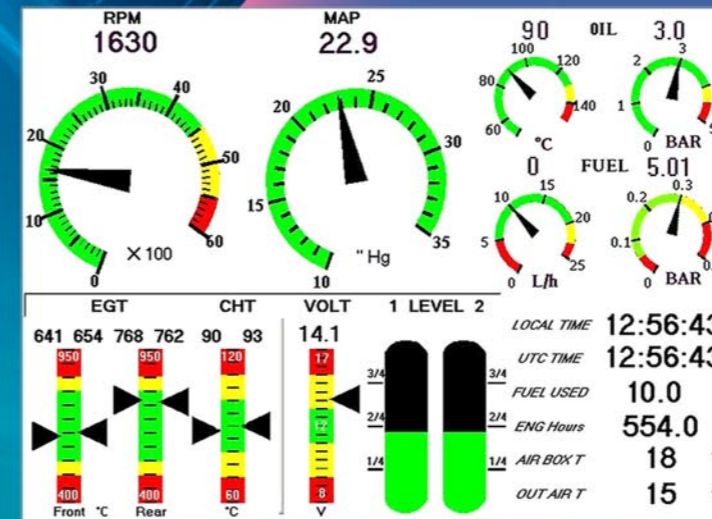 RPM
1630
0
10
20
30
40
50
60
X 100
MAP
22.9
10
15
20
25
30
35
"Hg
90 OIL 3.0
60
80
100
120
140
°C
0
1
2
3
BAR
0 FUEL 5.01
0
5
10
15
20
25
L/h
0
0.1
0.2
0.3
BAR
EGT
641 654 768 762
950 950
400 400
Front °C Rear
CHT
90 93
120
60
°C
VOLT
14.1
17
12
8
V
1 LEVEL 2
3/4 3/4
2/4 2/4
1/4 1/4
LOCAL TIME 12:56:43
UTC TIME 12:56:43
FUEL USED 10.0
ENG Hours 554.0
AIR BOX T 18
OUT AIR T 15